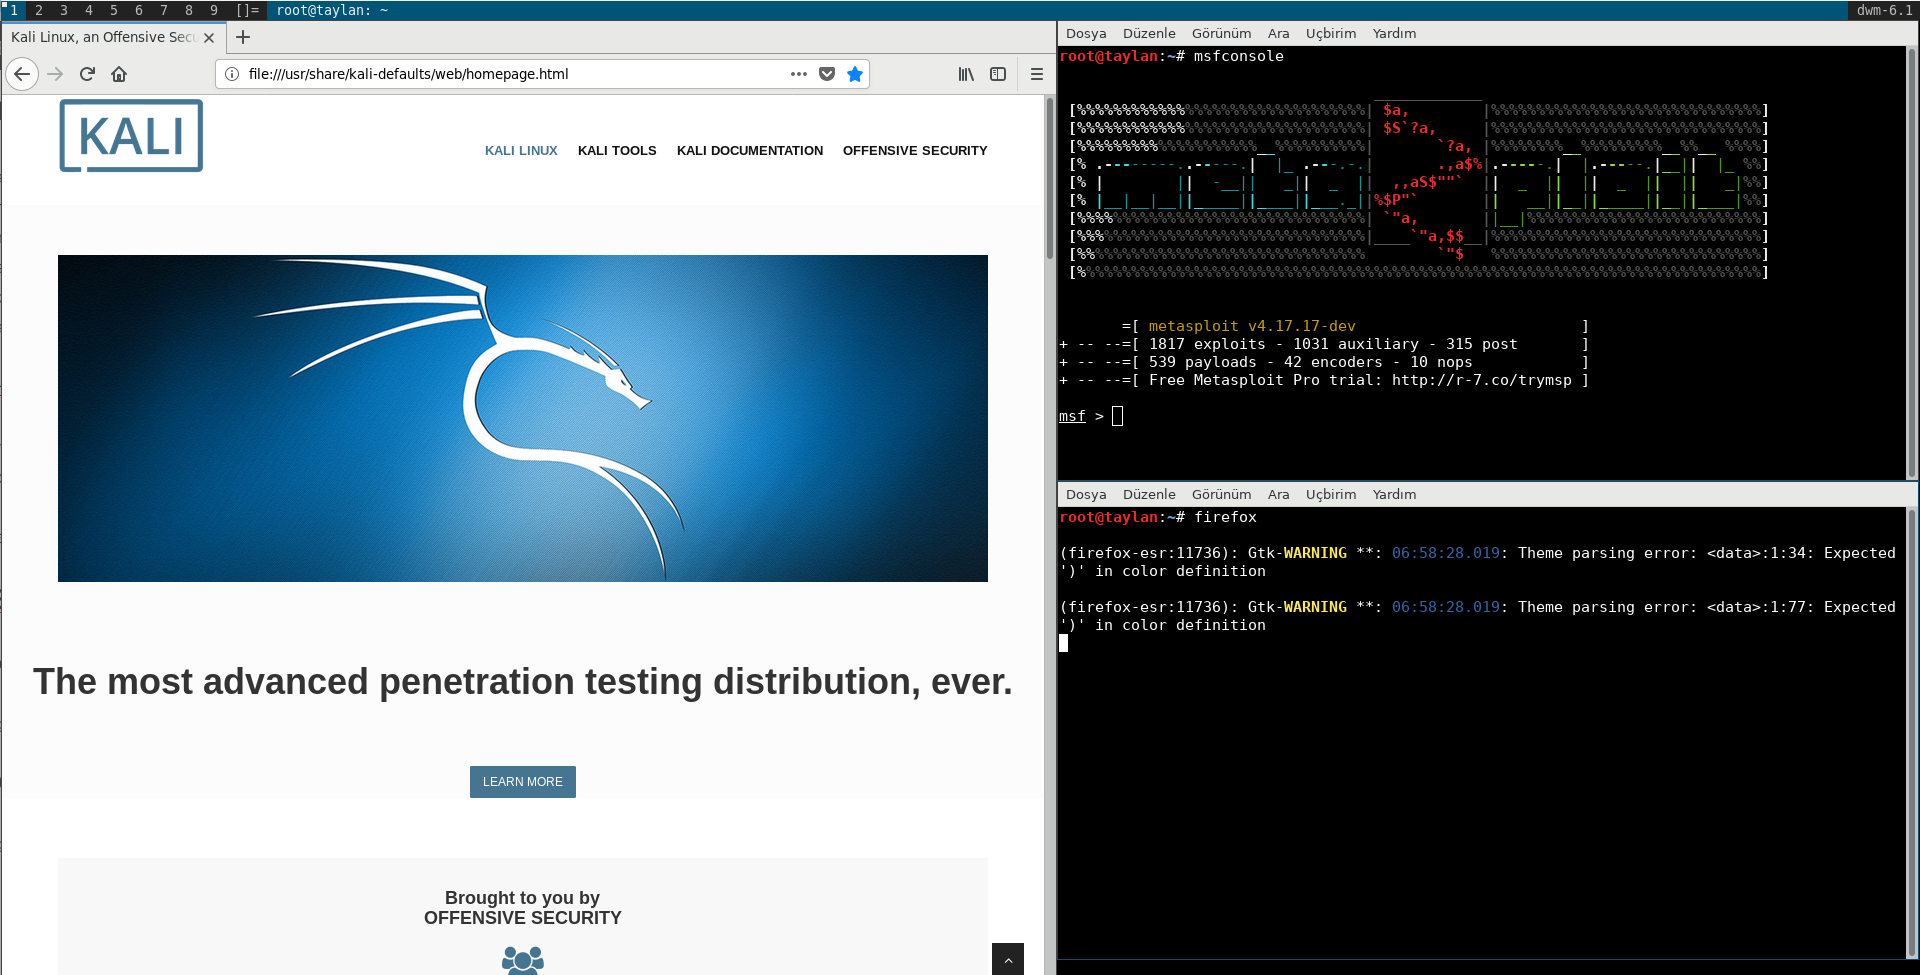 1 2 3 4 5 6 7 8 9 []= root@taylan: ~ dwm-6.1
Kali Linux, an Offensive Secu
file:///usr/share/kali-defaults/web/homepage.html
KALI
KALI LINUX KALI TOOLS KALI DOCUMENTATION OFFENSIVE SECURITY
The most advanced penetration testing distribution, ever.
LEARN MORE
Brought to you by
OFFENSIVE SECURITY
Dosya Düzenle Görünüm Ara Uçbirim Yardım
root@taylan:~# msfconsole
=[ metasploit v4.17.17-dev ]
+ -- --=[ 1817 exploits - 1031 auxiliary - 315 post ]
+ -- --=[ 539 payloads - 42 encoders - 10 nops ]
+ -- --=[ Free Metasploit Pro trial: http://r-7.co/trymsp ]
msf >
Dosya Düzenle Görünüm Ara Uçbirim Yardım
root@taylan:~# firefox
(firefox-esr:11736): Gtk-WARNING **: 06:58:28.019: Theme parsing error: <data>:1:34: Expected
')' in color definition
(firefox-esr:11736): Gtk-WARNING **: 06:58:28.019: Theme parsing error: <data>:1:77: Expected
')' in color definition